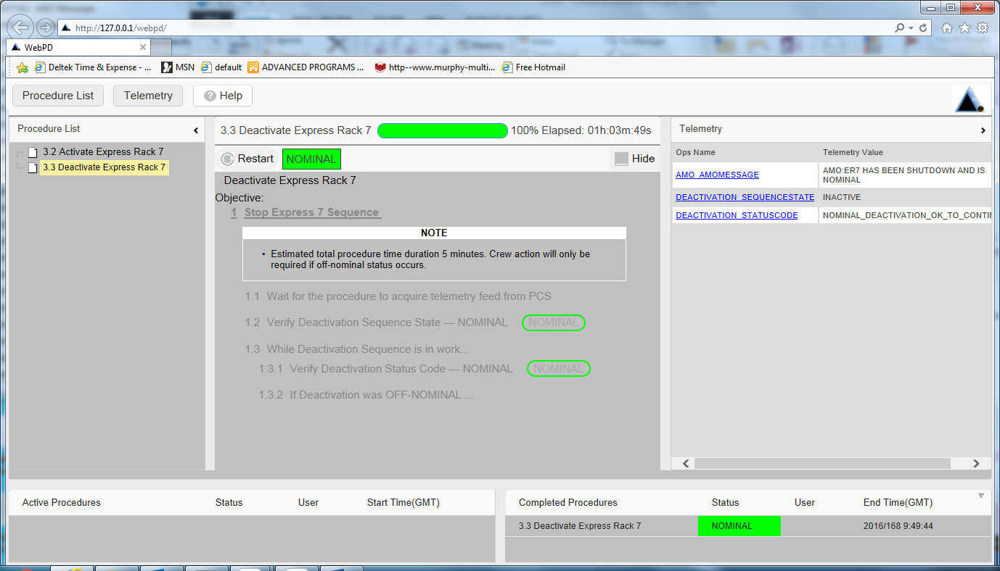 http://127.0.0.1/webpd/
WebPD
Deltek Time & Expense - ...
MSN
default
ADVANCED PROGRAMS ...
http--www.murphy-multi...
Free Hotmail
Procedure List
Telemetry
? Help
Procedure List
3.2 Activate Express Rack 7
3.3 Deactivate Express Rack 7
3.3 Deactivate Express Rack 7
100% Elapsed: 01h:03m:49s
Restart
NOMINAL
Hide
Deactivate Express Rack 7
Objective:
1 Stop Express 7 Sequence
NOTE
• Estimated total procedure time duration 5 minutes. Crew action will only be
required if off-nominal status occurs.
1.1 Wait for the procedure to acquire telemetry feed from PCS
1.2 Verify Deactivation Sequence State — NOMINAL NOMINAL
1.3 While Deactivation Sequence is in work...
1.3.1 Verify Deactivation Status Code — NOMINAL NOMINAL
1.3.2 If Deactivation was OFF-NOMINAL ...
Telemetry
Ops Name Telemetry Value
AMO_AMOMESSAGE
AMO:ER7 HAS BEEN SHUTDOWN AND IS
NOMINAL
DEACTIVATION_SEQUENCESTATE INACTIVE
DEACTIVATION_STATUSCODE NOMINAL_DEACTIVATION_OK_TO_CONTI
Active Procedures Status User Start Time(GMT)
Completed Procedures Status User End Time(GMT)
3.3 Deactivate Express Rack 7 NOMINAL 2016/168 9:49:44